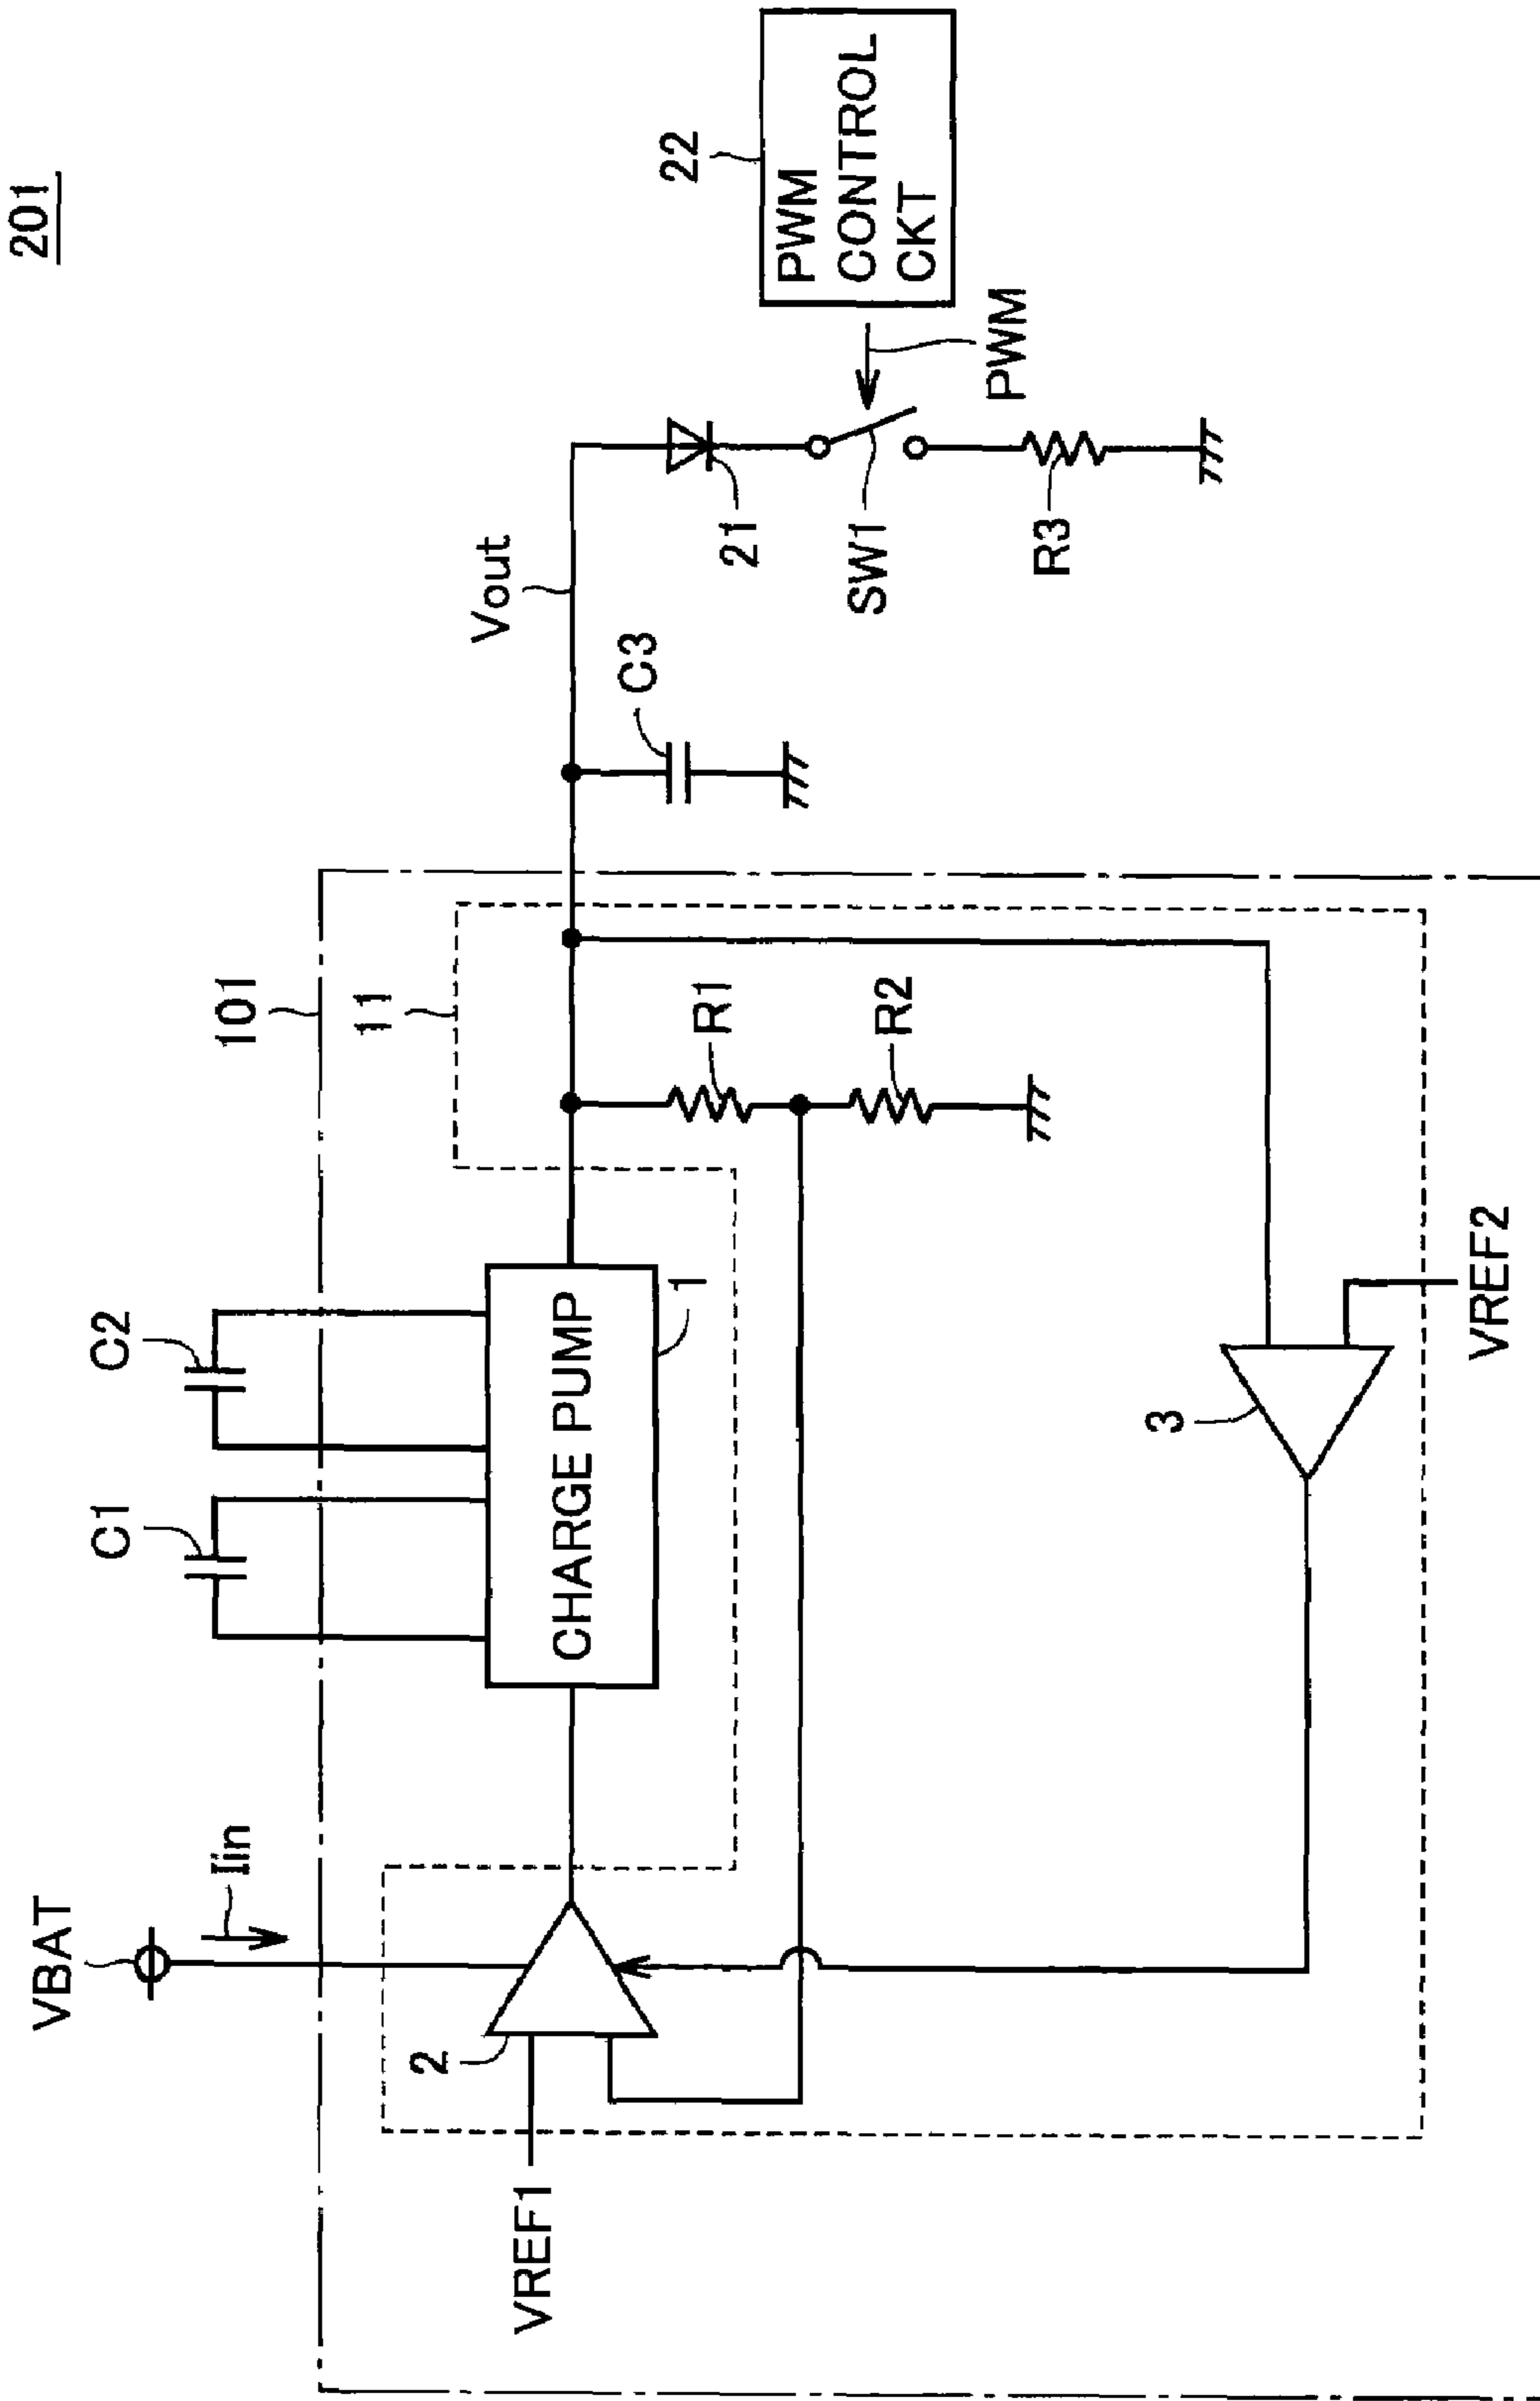 201
VBAT
Iin
C1
C2
101
11
Vout
C3
22
PWM
CONTROL
CKT
PWM
21
SW1
R3
CHARGE PUMP
1
R1
R2
2
VREF1
3
VREF2